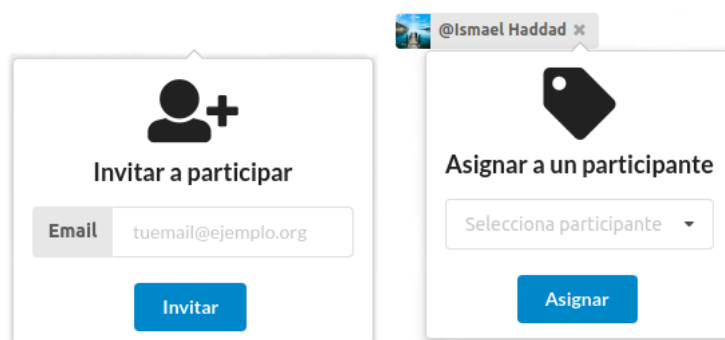 @Ismael Haddad ×
Invitar a participar
Email tuemail@ejemplo.org
Invitar
Asignar a un participante
Selecciona participante
Asignar